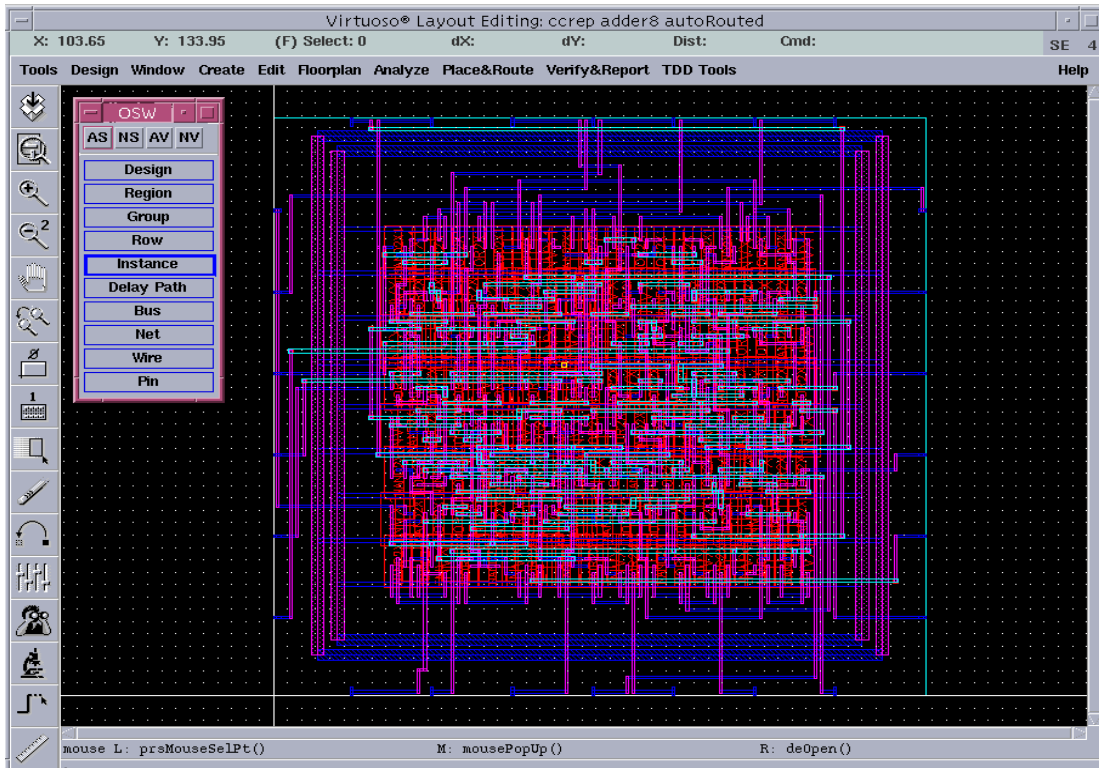 Virtuoso® Layout Editing: ccrep adder8 autoRouted
X: 103.65 Y: 133.95 (F) Select: 0 dX: dY: Dist: Cmd: SE 4
Tools Design Window Create Edit Floorplan Analyze Place&Route Verify&Report TDD Tools Help
OSW
AS NS AV NV
Design
Region
Group
Row
Instance
Delay Path
Bus
Net
Wire
Pin
2
1
mouse L: prsMouseSelPt() M: mousePopUp() R: deOpen()